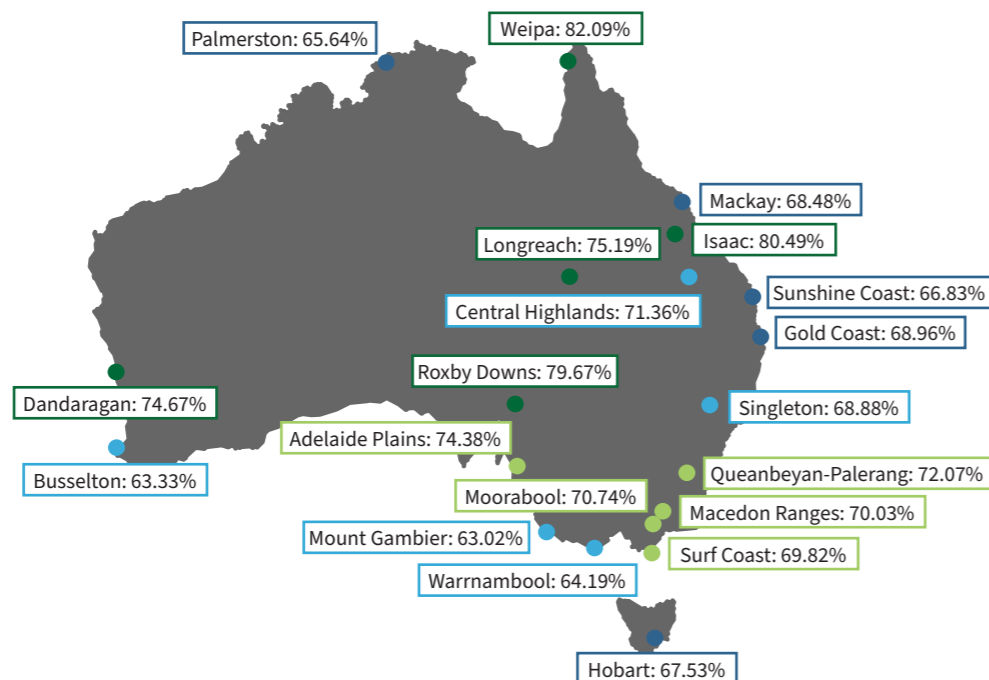 Weipa: 82.09%
Palmerston: 65.64%
Mackay: 68.48%
Longreach: 75.19%
Isaac: 80.49%
Sunshine Coast: 66.83%
Central Highlands: 71.36%
Gold Coast: 68.96%
Roxby Downs: 79.67%
Dandaragan: 74.67%
Singleton: 68.88%
Adelaide Plains: 74.38%
Busselton: 63.33%
Queanbeyan-Palerang: 72.07%
Moorabool: 70.74%
Macedon Ranges: 70.03%
Mount Gambier: 63.02%
Surf Coast: 69.82%
Warrnambool: 64.19%
Hobart: 67.53%